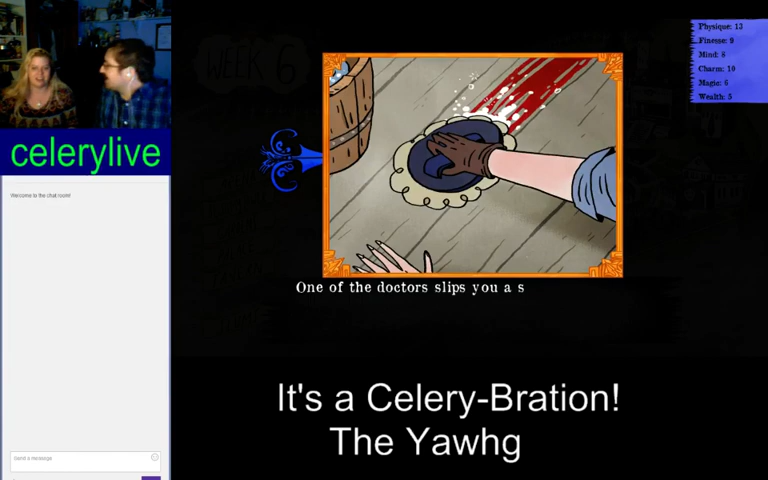 WEEK
Physique: 13
Finesse: 9
Mind: 8
Charm: 10
Magic: 6
Wealth: 5
celerylive
Welcome to the chat room!
One of the doctors slips you a s
It's a Celery-Bration!
The Yawhg
Send a message